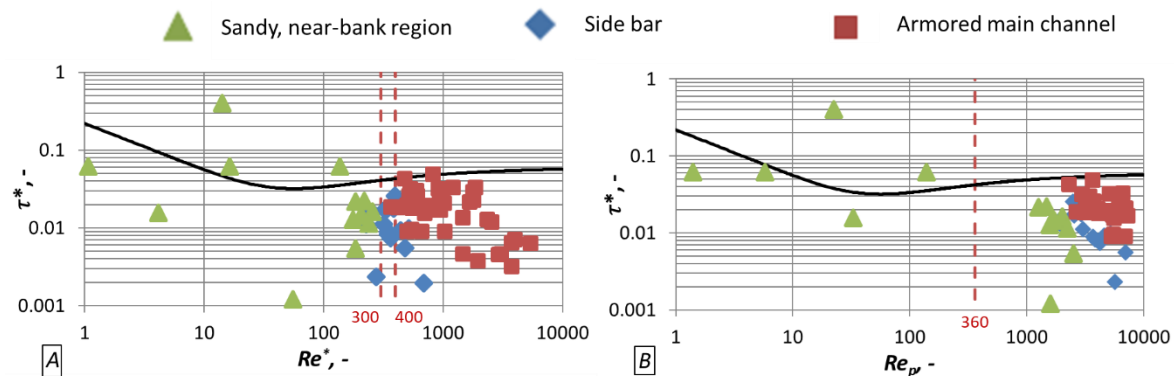 Sandy, near-bank region
Side bar
Armored main channel
1
0.1
0.01
0.001
τ*, -
1
10
100
1000
10000
300
400
Re*, -
A
1
0.1
0.01
0.001
τ*, -
1
10
100
1000
10000
360
Reₚ, -
B